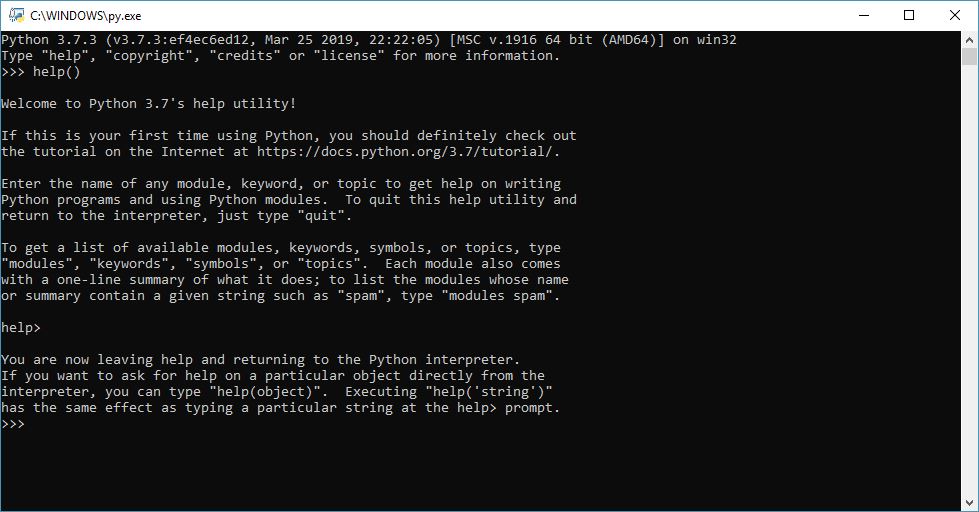 C:\WINDOWS\py.exe
Python 3.7.3 (v3.7.3:ef4ec6ed12, Mar 25 2019, 22:22:05) [MSC v.1916 64 bit (AMD64)] on win32
Type "help", "copyright", "credits" or "license" for more information.
>>> help()
Welcome to Python 3.7's help utility!
If this is your first time using Python, you should definitely check out
the tutorial on the Internet at https://docs.python.org/3.7/tutorial/.
Enter the name of any module, keyword, or topic to get help on writing
Python programs and using Python modules.  To quit this help utility and
return to the interpreter, just type "quit".
To get a list of available modules, keywords, symbols, or topics, type
"modules", "keywords", "symbols", or "topics".  Each module also comes
with a one-line summary of what it does; to list the modules whose name
or summary contain a given string such as "spam", type "modules spam".
help>
You are now leaving help and returning to the Python interpreter.
If you want to ask for help on a particular object directly from the
interpreter, you can type "help(object)".  Executing "help('string')"
has the same effect as typing a particular string at the help> prompt.
>>>